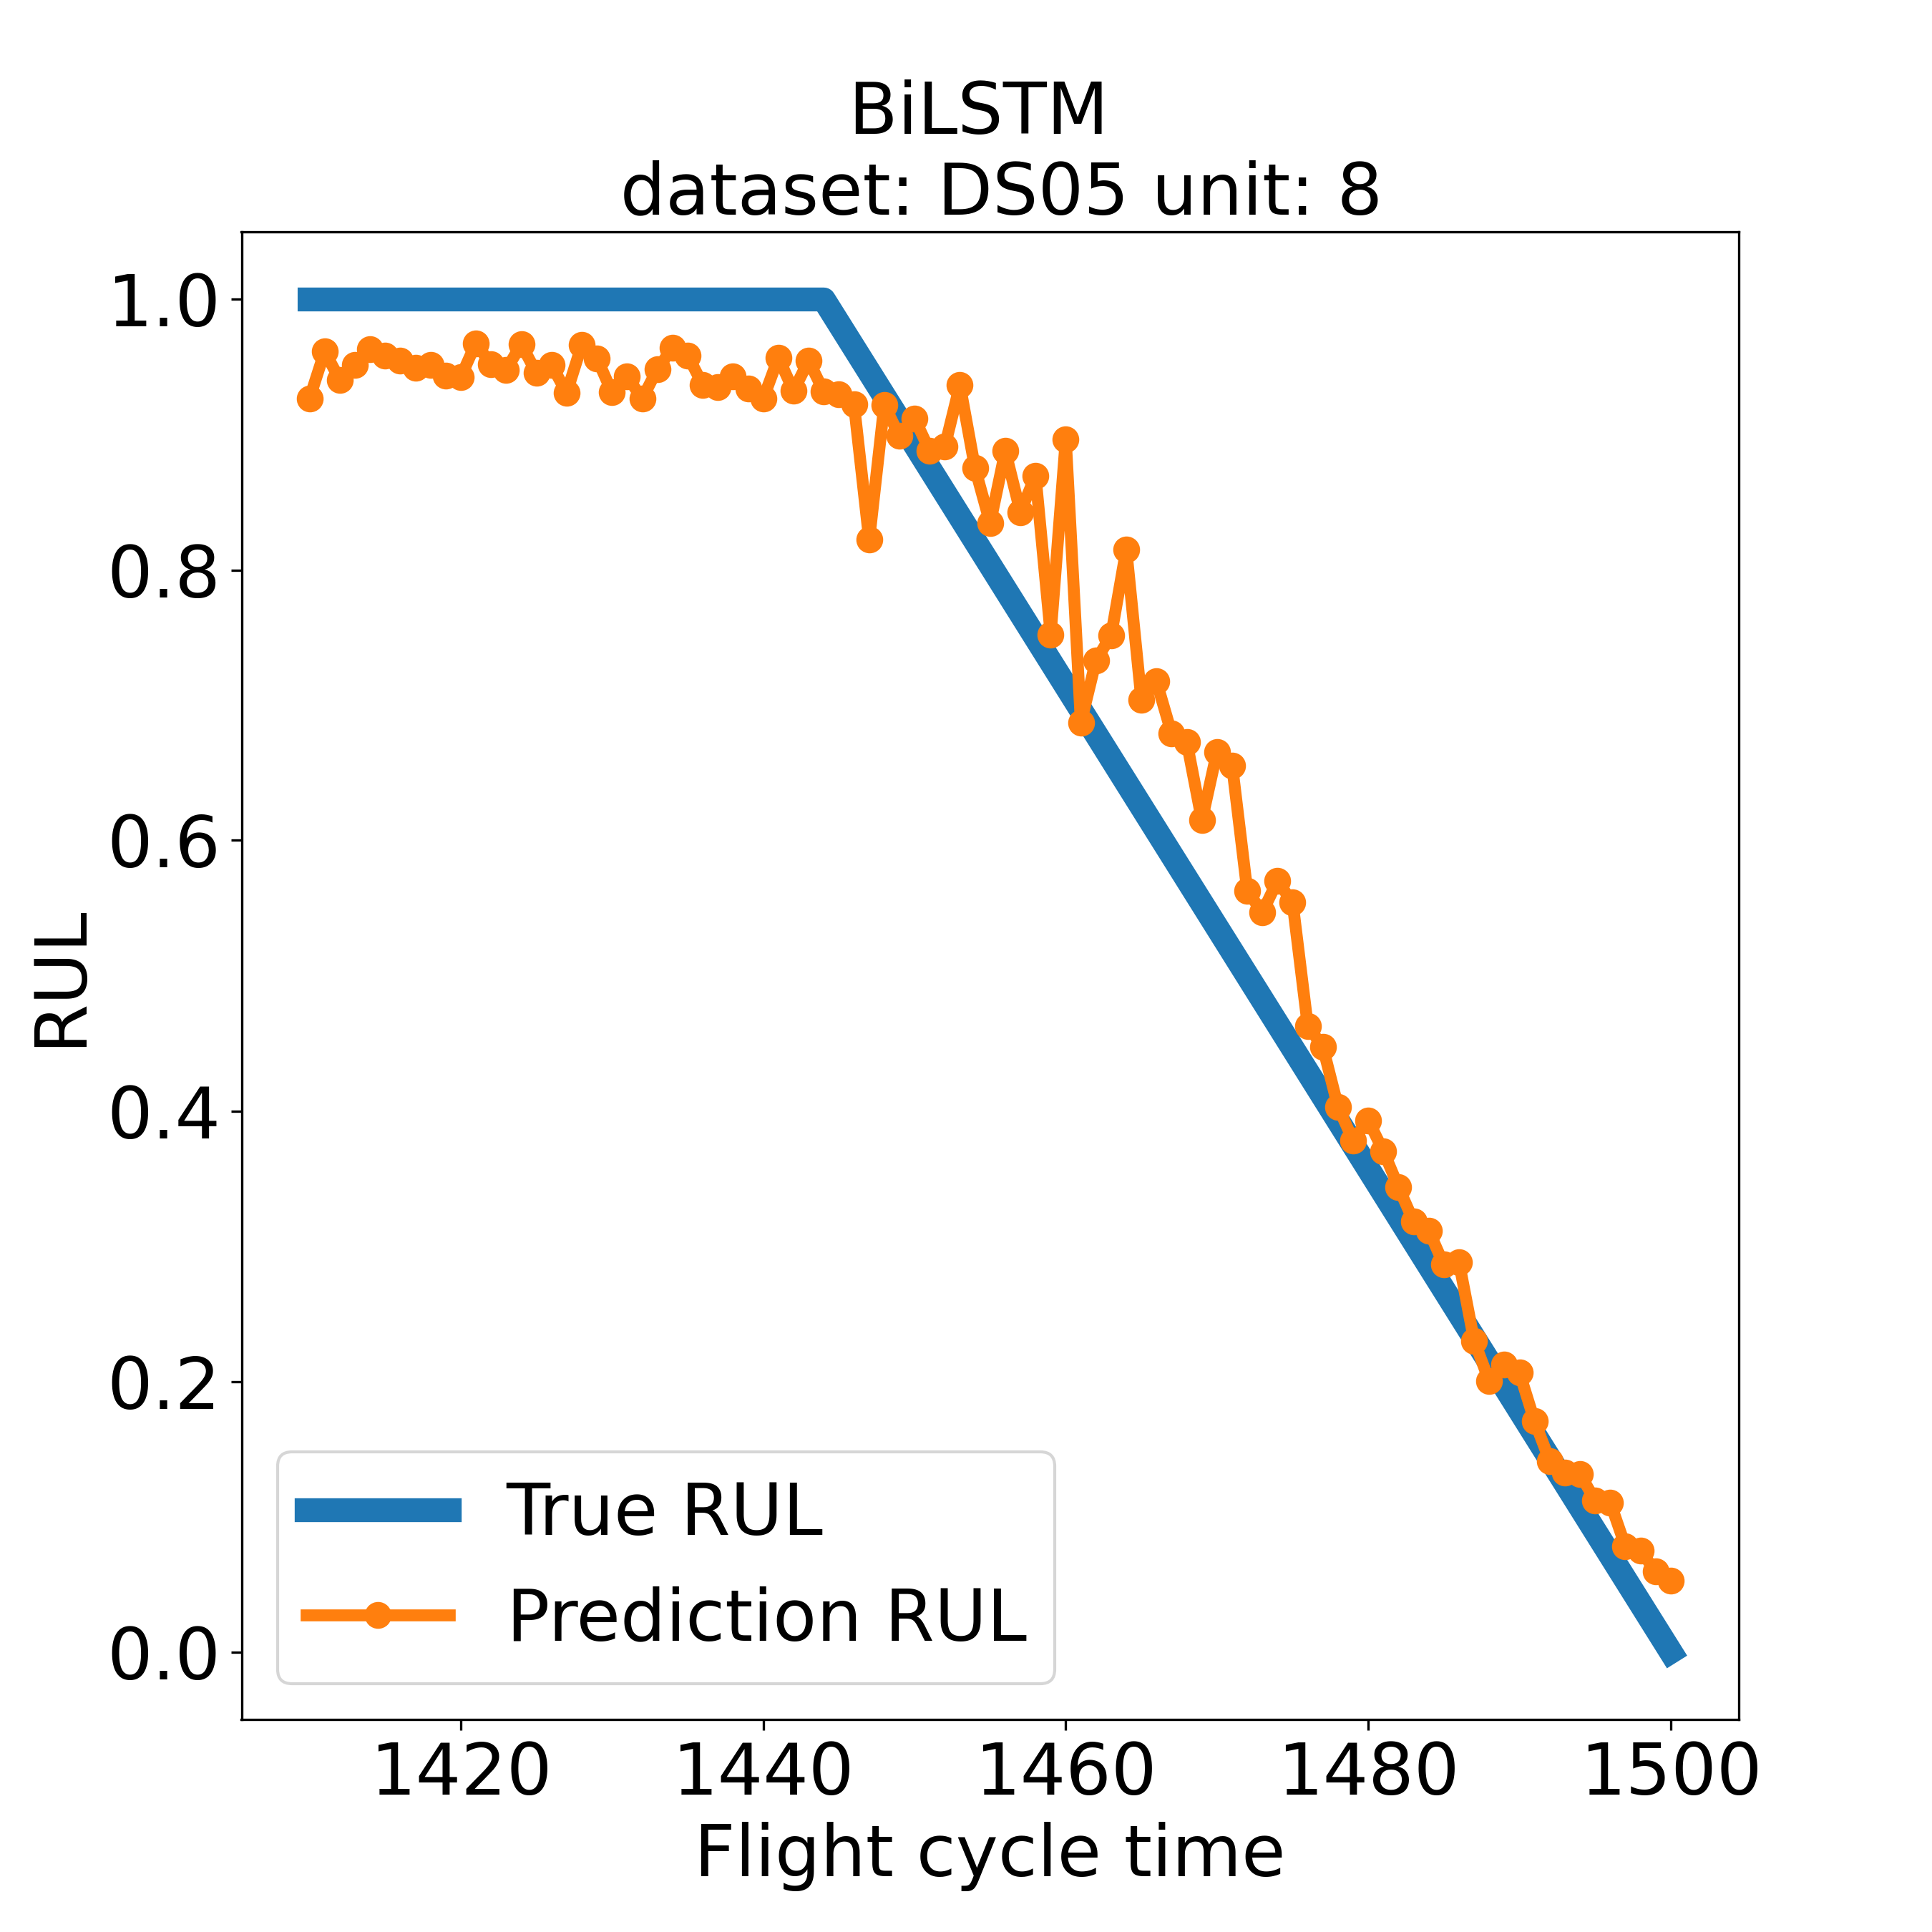 BiLSTM
dataset: DS05 unit: 8
1.0
0.8
0.6
0.4
0.2
0.0
RUL
True RUL
Prediction RUL
1420 1440 1460 1480 1500
Flight cycle time